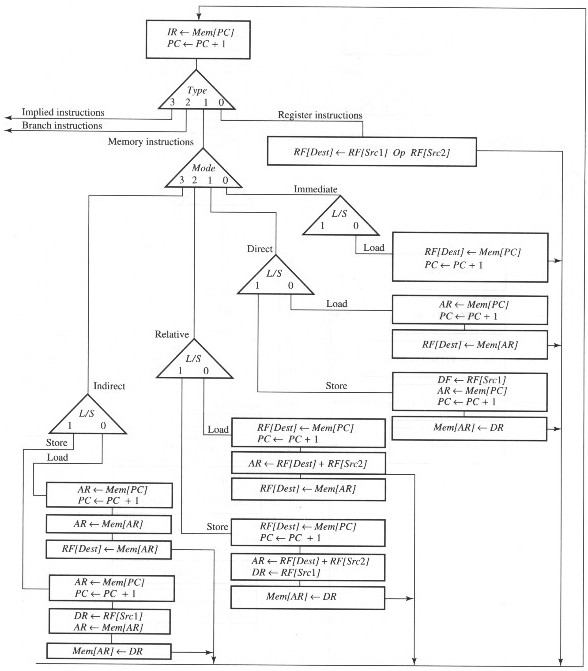 IR ← Mem[PC]
PC ← PC + 1
Type
3 2 1 0
Implied instructions
Branch instructions
Register instructions
Memory instructions
RF[Dest] ← RF[Src1] Op RF[Src2]
Mode
3 2 1 0
Immediate
L/S
1 0
Load
RF[Dest] ← Mem[PC]
PC ← PC + 1
Direct
L/S
1 0
Load
AR ← Mem[PC]
PC ← PC + 1
RF[Dest] ← Mem[AR]
Store
DF ← RF[Src1]
AR ← Mem[PC]
PC ← PC + 1
Mem[AR] ← DR
Relative
L/S
1 0
Load
RF[Dest] ← Mem[PC]
PC ← PC + 1
AR ← RF[Dest] + RF[Src2]
RF[Dest] ← Mem[AR]
Store
RF[Dest] ← Mem[PC]
PC ← PC + 1
AR ← RF[Dest] + RF[Src2]
DR ← RF[Src1]
Mem[AR] ← DR
Indirect
L/S
1 0
Store
Load
AR ← Mem[PC]
PC ← PC + 1
AR ← Mem[AR]
RF[Dest] ← Mem[AR]
AR ← Mem[PC]
PC ← PC + 1
DR ← RF[Src1]
AR ← Mem[AR]
Mem[AR] ← DR